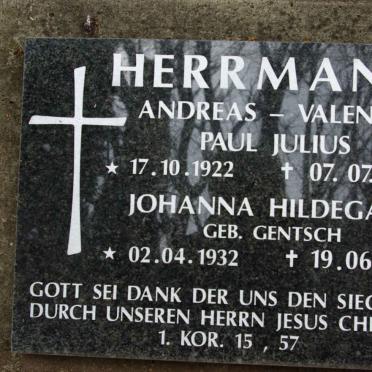 HERRMAN
ANDREAS – VALEN
PAUL JULIUS
★ 17.10.1922 † 07.07.
JOHANNA HILDEGA
GEB. GENTSCH
★ 02.04.1932 † 19.06
GOTT SEI DANK DER UNS DEN SIEG
DURCH UNSEREN HERRN JESUS CH
1. KOR. 15 , 57